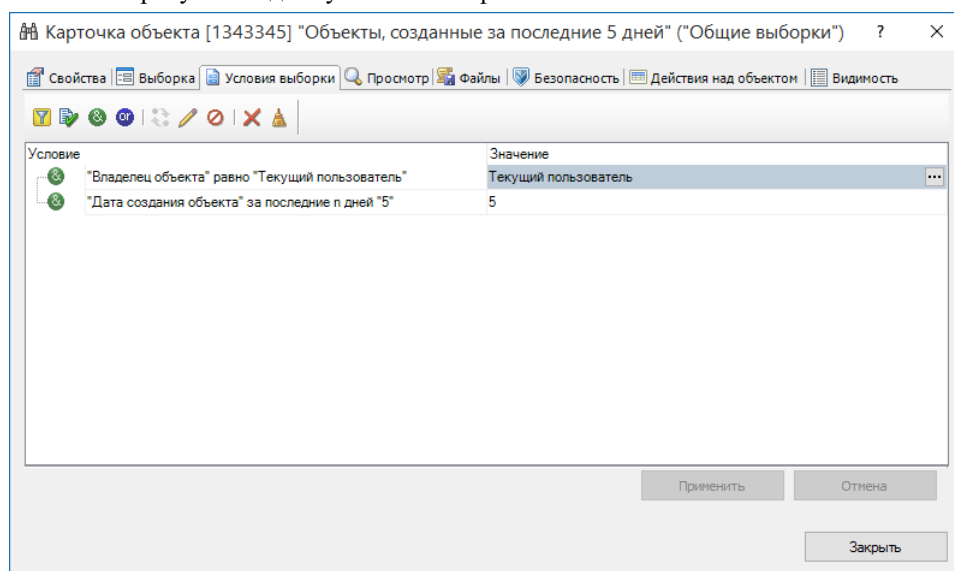 Карточка объекта [1343345] "Объекты, созданные за последние 5 дней" ("Общие выборки") ? ×
Свойства Выборка Условия выборки Просмотр Файлы Безопасность Действия над объектом Видимость
& or
Условие Значение
& "Владелец объекта" равно "Текущий пользователь" Текущий пользователь ...
& "Дата создания объекта" за последние n дней "5" 5
Применить Отмена
Закрыть